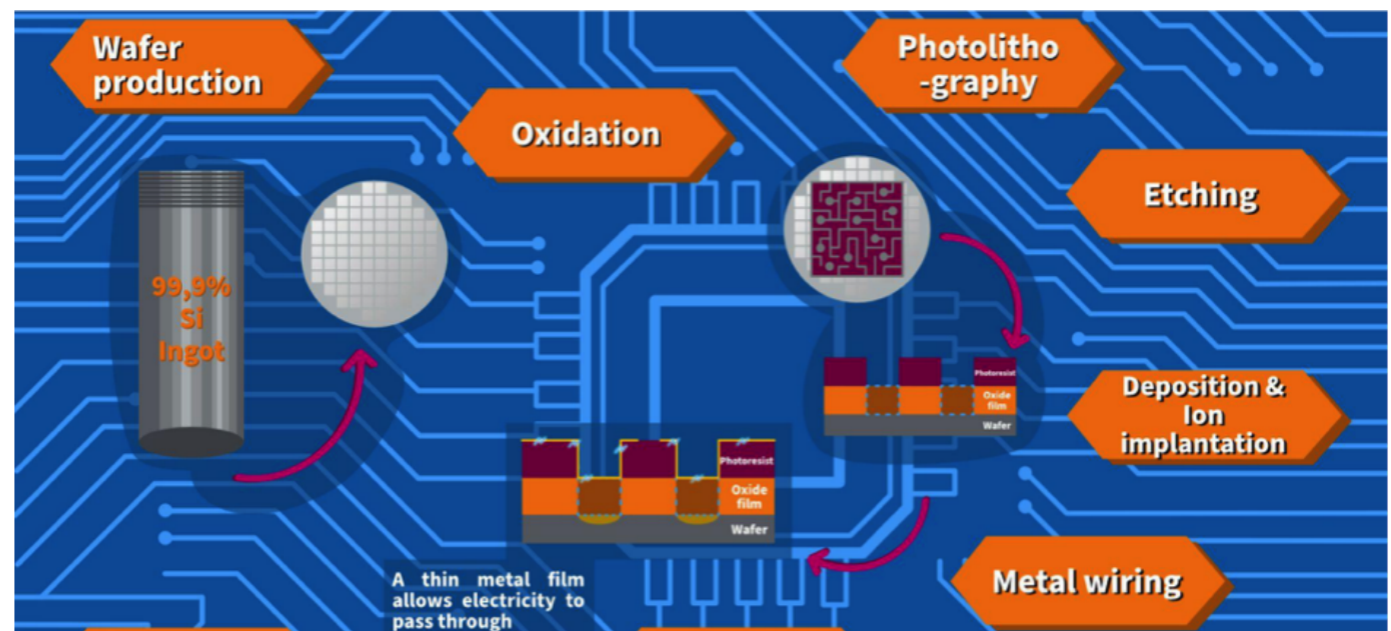 Wafer
production
Oxidation
Photolitho
-graphy
Etching
99,9%
Si
Ingot
Photoresist
Oxide
film
Wafer
Deposition &
Ion
implantation
Photoresist
Oxide
film
Wafer
Metal wiring
A thin metal film
allows electricity to
pass through